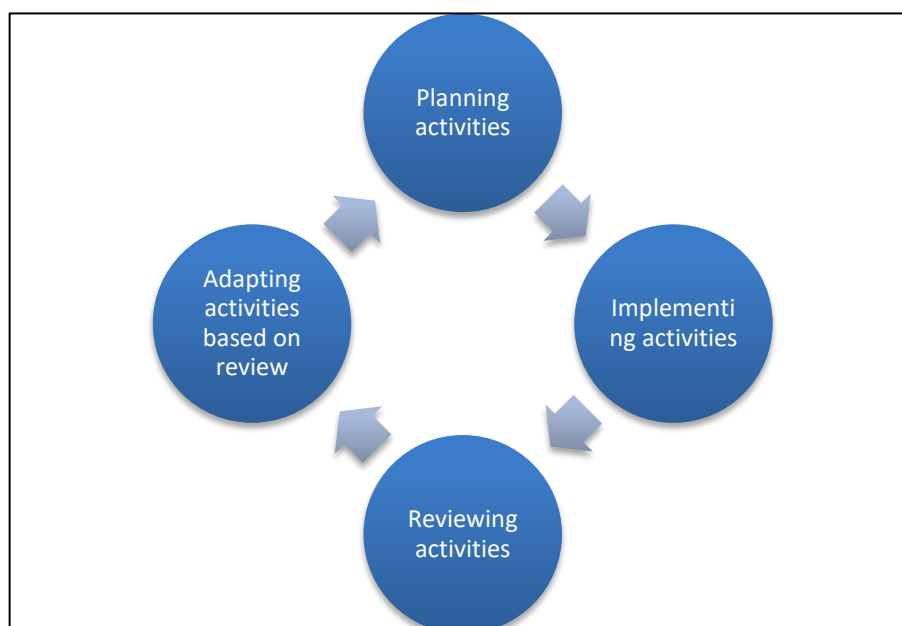 Planning
activities
Implementi
ng activities
Reviewing
activities
Adapting
activities
based on
review